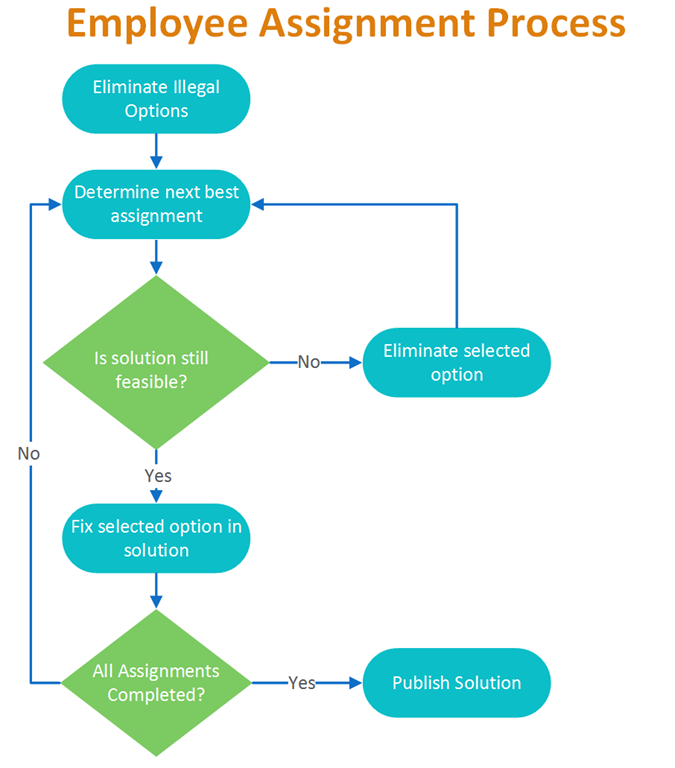 Employee Assignment Process
Eliminate Illegal
Options
Determine next best
assignment
Is solution still
feasible?
No
Eliminate selected
option
No
Yes
Fix selected option in
solution
All Assignments
Completed?
Yes
Publish Solution